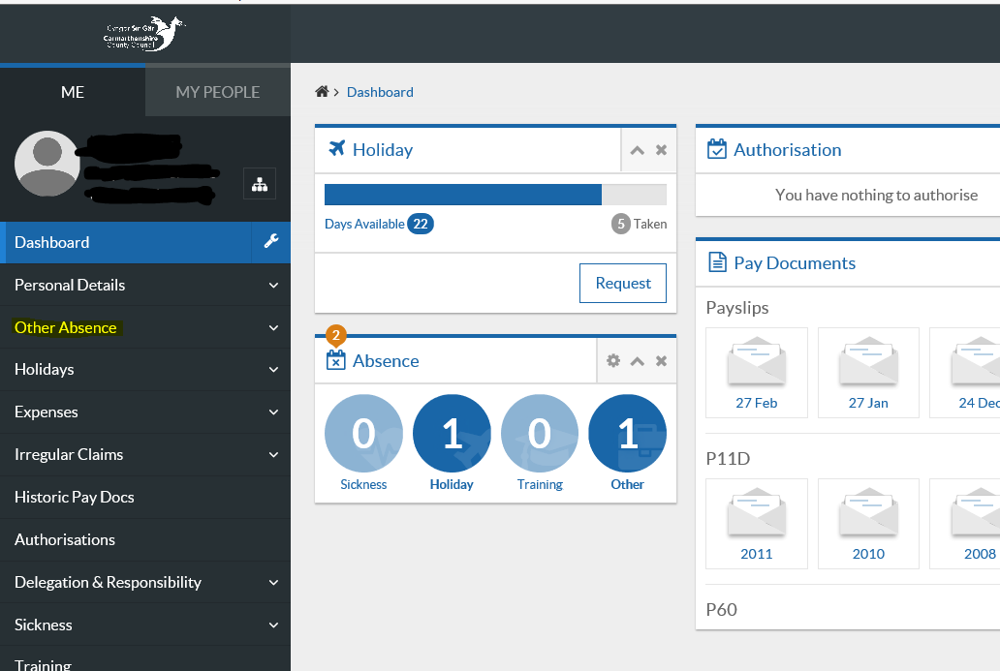 Cyngor Sir Gâr
Carmarthenshire
County Council
ME
MY PEOPLE
Dashboard
Personal Details
Other Absence
Holidays
Expenses
Irregular Claims
Historic Pay Docs
Authorisations
Delegation & Responsibility
Sickness
Training
Dashboard
Holiday
Days Available 22
5 Taken
Request
2
Absence
0 1 0 1
Sickness Holiday Training Other
Authorisation
You have nothing to authorise
Pay Documents
Payslips
27 Feb 27 Jan 24 Dec
P11D
2011 2010 2008
P60